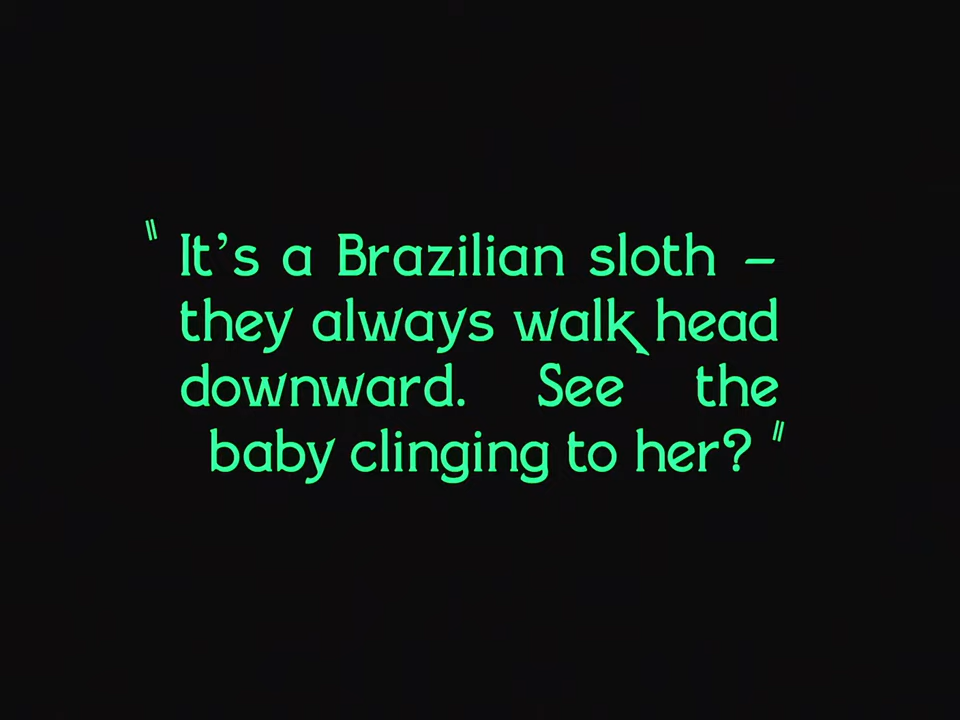 "It's a Brazilian sloth –
they always walk head
downward. See the
baby clinging to her?"